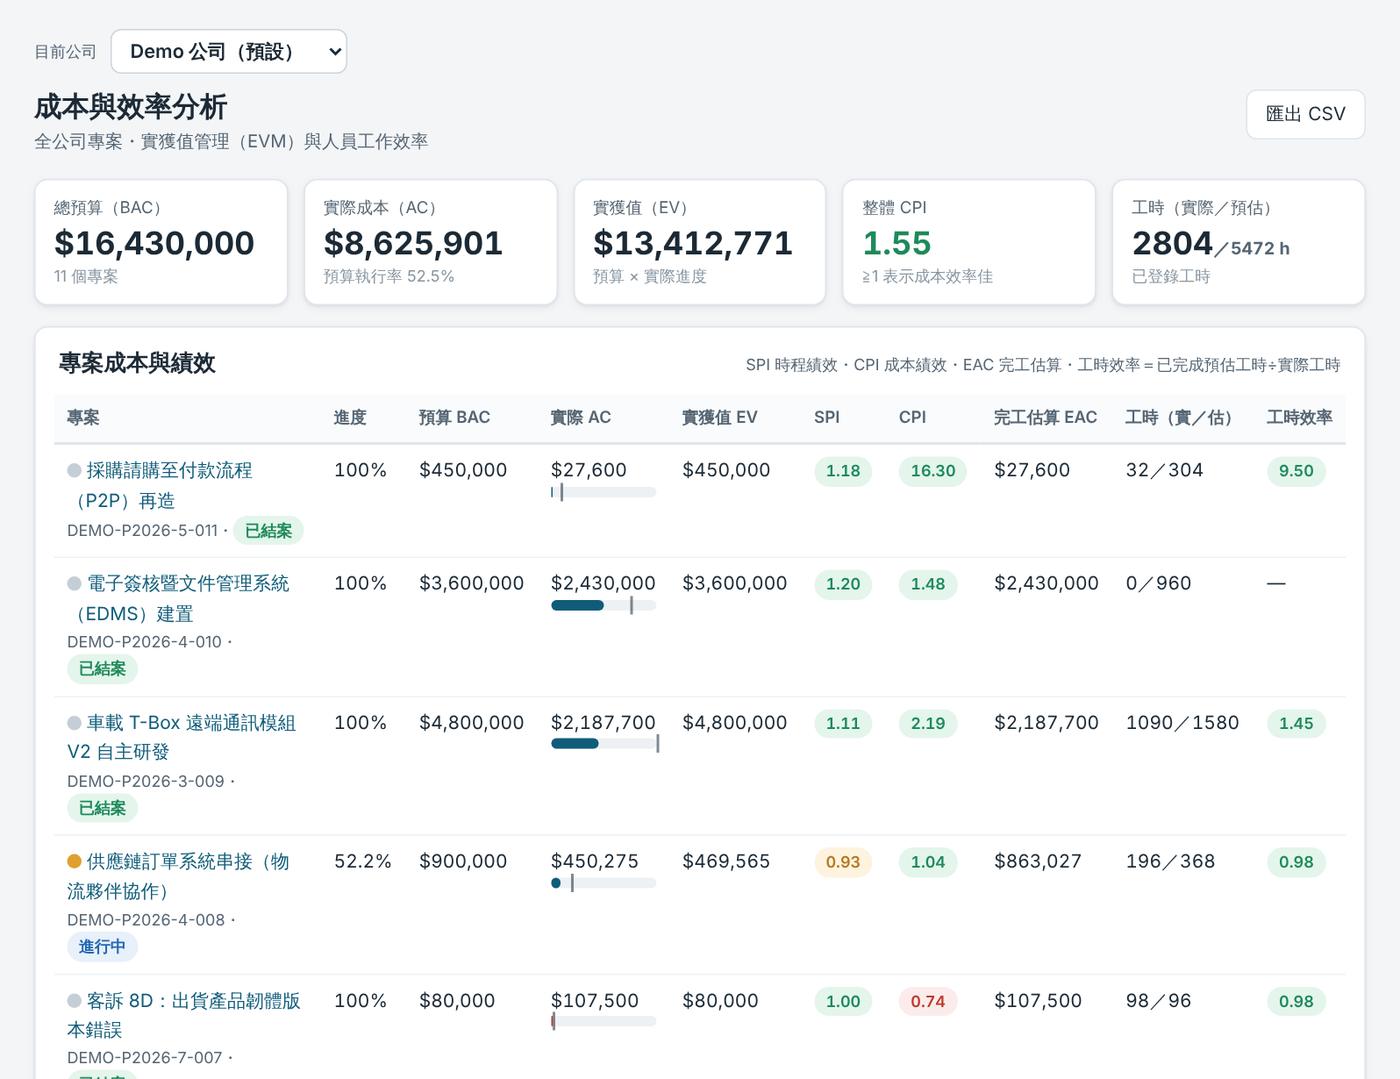 目前公司 Demo 公司（預設）
成本與效率分析
匯出 CSV
全公司專案・實獲值管理（EVM）與人員工作效率
總預算（BAC）
$16,430,000
11 個專案
實際成本（AC）
$8,625,901
預算執行率 52.5%
實獲值（EV）
$13,412,771
預算 × 實際進度
整體 CPI
1.55
≧1 表示成本效率佳
工時（實際／預估）
2804／5472 h
已登錄工時
專案成本與績效
SPI 時程績效・CPI 成本績效・EAC 完工估算・工時效率＝已完成預估工時÷實際工時
專案 進度 預算 BAC 實際 AC 實獲值 EV SPI CPI 完工估算 EAC 工時（實／估） 工時效率
採購請購至付款流程 100% $450,000 $27,600 $450,000 1.18 16.30 $27,600 32／304 9.50
（P2P）再造
DEMO-P2026-5-011・ 已結案
電子簽核暨文件管理系統 100% $3,600,000 $2,430,000 $3,600,000 1.20 1.48 $2,430,000 0／960 —
（EDMS）建置
DEMO-P2026-4-010・
已結案
車載 T-Box 遠端通訊模組 100% $4,800,000 $2,187,700 $4,800,000 1.11 2.19 $2,187,700 1090／1580 1.45
V2 自主研發
DEMO-P2026-3-009・
已結案
供應鏈訂單系統串接（物 52.2% $900,000 $450,275 $469,565 0.93 1.04 $863,027 196／368 0.98
流夥伴協作）
DEMO-P2026-4-008・
進行中
客訴 8D：出貨產品韌體版 100% $80,000 $107,500 $80,000 1.00 0.74 $107,500 98／96 0.98
本錯誤
DEMO-P2026-7-007・